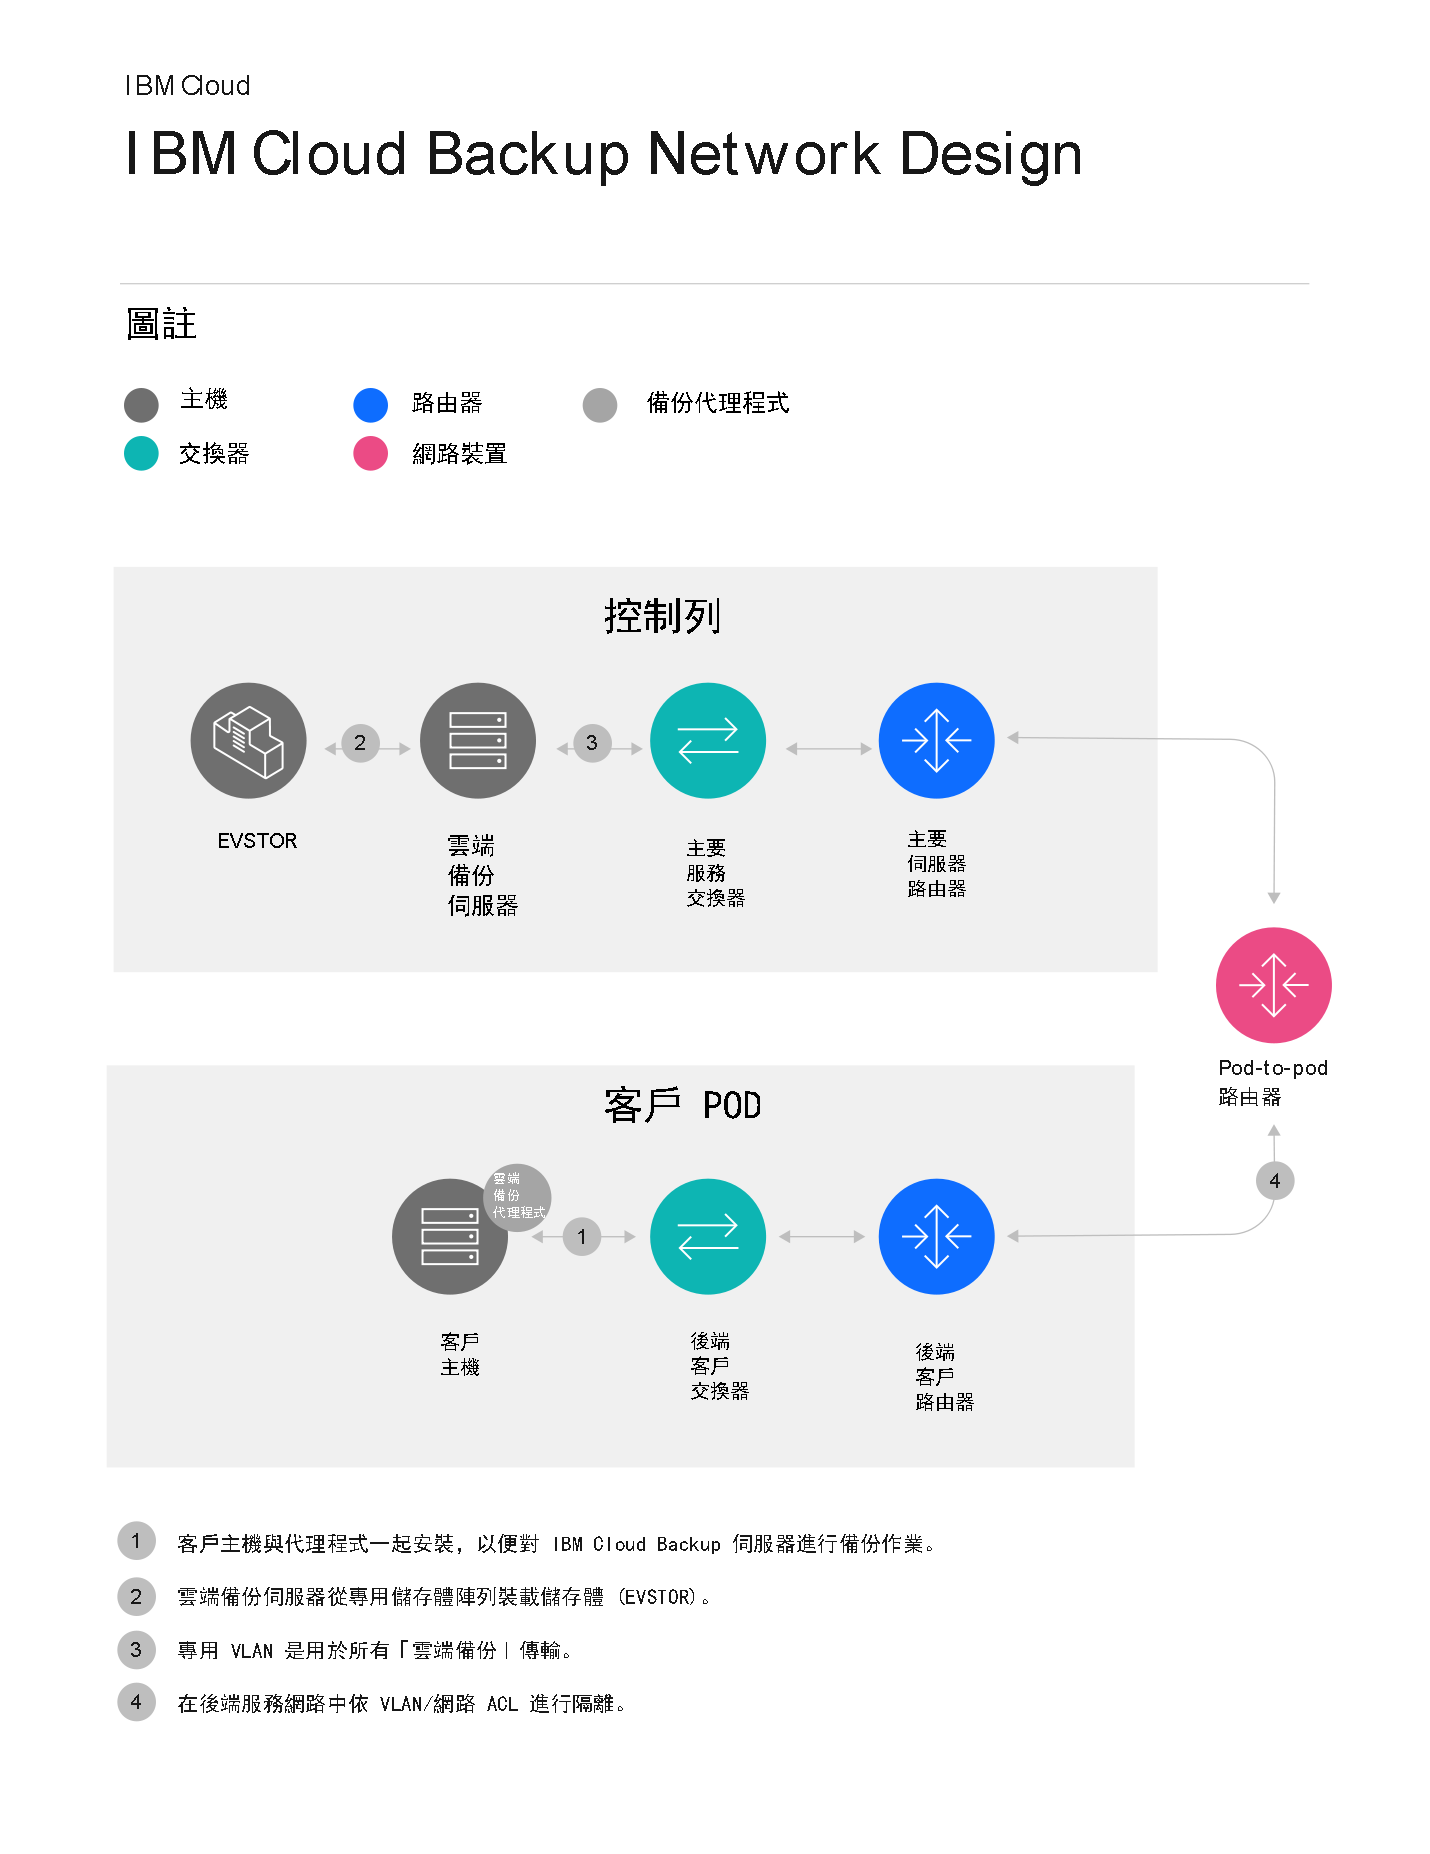 IBM Cloud
IBM Cloud Backup Network Design
圖註
主機
路由器
備份代理程式
交換器
網路裝置
控制列
2
3
EVSTOR
雲端
備份
伺服器
主要
服務
交換器
主要
伺服器
路由器
Pod-to-pod
路由器
客戶 POD
雲端
備份
代理程式
1
4
客戶
主機
後端
客戶
交換器
後端
客戶
路由器
1 客戶主機與代理程式一起安裝，以便對 IBM Cloud Backup 伺服器進行備份作業。
2 雲端備份伺服器從專用儲存體陣列裝載儲存體 (EVSTOR)。
3 專用 VLAN 是用於所有「雲端備份」傳輸。
4 在後端服務網路中依 VLAN/網路 ACL 進行隔離。